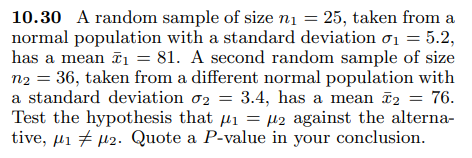 10.30 A random sample of size n₁ = 25, taken from a
normal population with a standard deviation σ₁ = 5.2,
has a mean x̄₁ = 81. A second random sample of size
n₂ = 36, taken from a different normal population with
a standard deviation σ₂ = 3.4, has a mean x̄₂ = 76.
Test the hypothesis that μ₁ = μ₂ against the alterna-
tive, μ₁ ≠ μ₂. Quote a P-value in your conclusion.